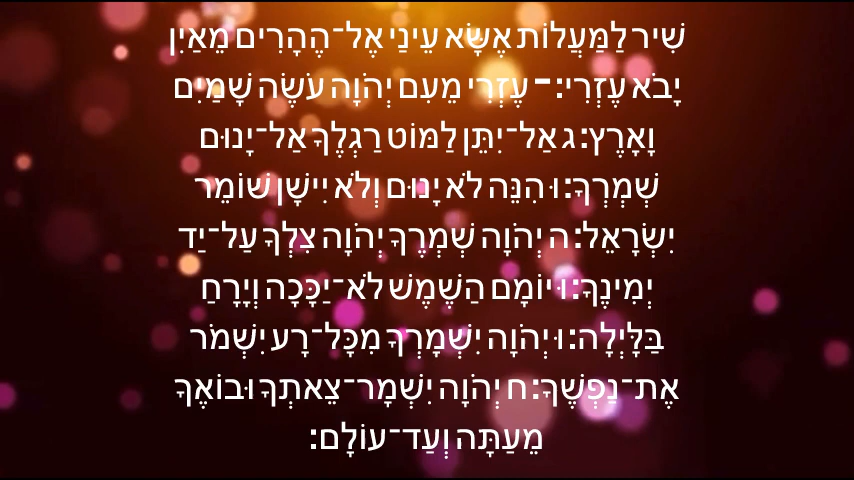 שִׁיר לַמַּעֲלוֹת אֶשָּׂא עֵינַי אֶל־הֶהָרִים מֵאַיִן
יָבֹא עֶזְרִי:־ עֶזְרִי מֵעִם יְהֹוָה עֹשֵׂה שָׁמַיִם
וָאָרֶץ:ג אַל־יִתֵּן לַמּוֹט רַגְלֶךָ אַל־יָנוּם
שֹׁמְרֶךָ:ו הִנֵּה לֹא יָנוּם וְלֹא יִישָׁן שׁוֹמֵר
יִשְׂרָאֵל:ה יְהֹוָה שֹׁמְרֶךָ יְהֹוָה צִלְּךָ עַל־יַד
יְמִינֶךָ:ו יוֹמָם הַשֶּׁמֶשׁ לֹא־יַכֶּכָּה וְיָרֵחַ
בַּלָּיְלָה:ו יְהֹוָה יִשְׁמָרְךָ מִכָּל־רָע יִשְׁמֹר
אֶת־נַפְשֶׁךָ:ח יְהֹוָה יִשְׁמָר־צֵאתְךָ וּבוֹאֶךָ
מֵעַתָּה וְעַד־עוֹלָם: